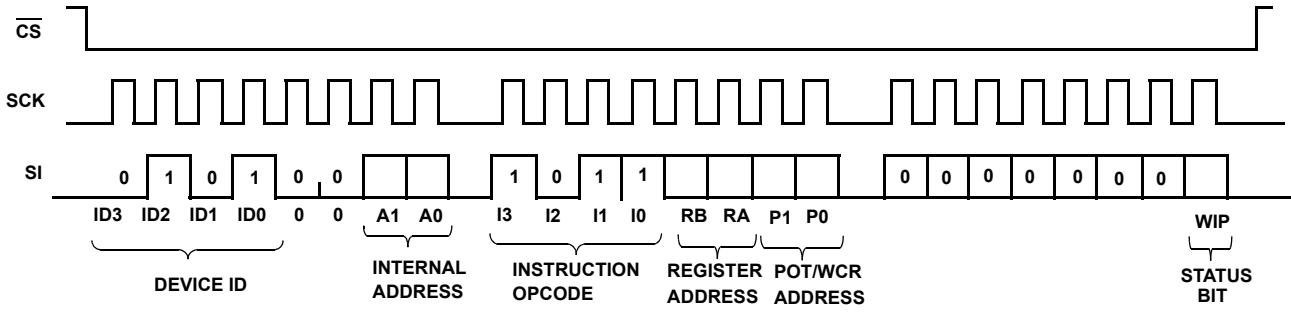 CS
SCK
SI
0 1 0 1 0 0 1 0 1 1 0 0 0 0 0 0 0
ID3 ID2 ID1 ID0 0 0 A1 A0 I3 I2 I1 I0 RB RA P1 P0 WIP
DEVICE ID
INTERNAL
ADDRESS
INSTRUCTION
OPCODE
REGISTER
ADDRESS
POT/WCR
ADDRESS
STATUS
BIT